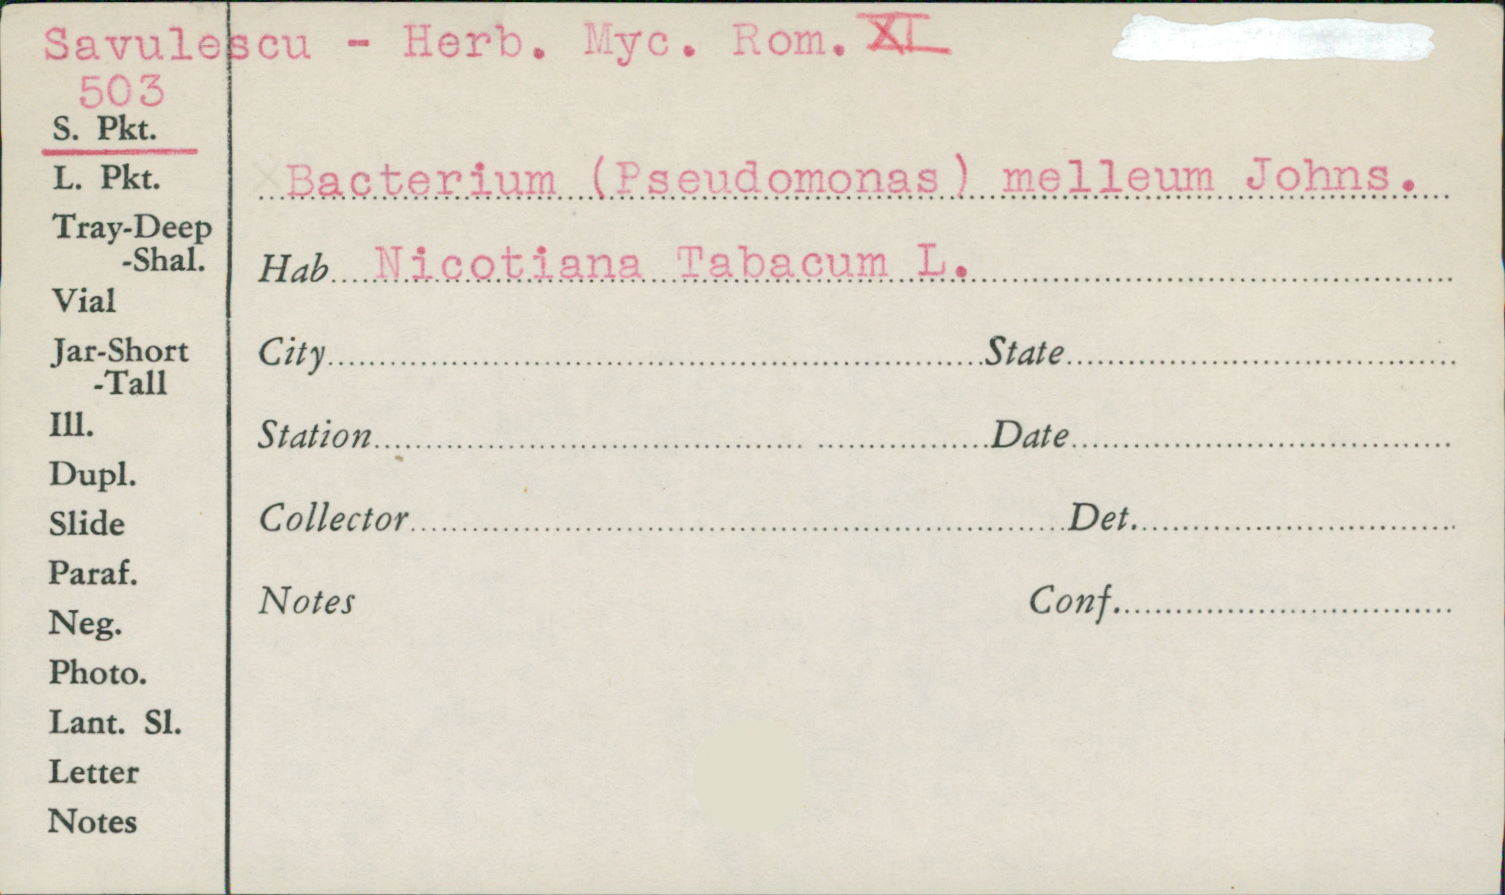 Savulescu - Herb. Myc. Rom. XI
503
S. Pkt.
L. Pkt.
Tray-Deep
-Shal.
Vial
Jar-Short
-Tall
Ill.
Dupl.
Slide
Paraf.
Neg.
Photo.
Lant. Sl.
Letter
Notes
Bacterium (Pseudomonas) melleum Johns.
Hab Nicotiana Tabacum L.
City State
Station Date
Collector Det.
Notes Conf.